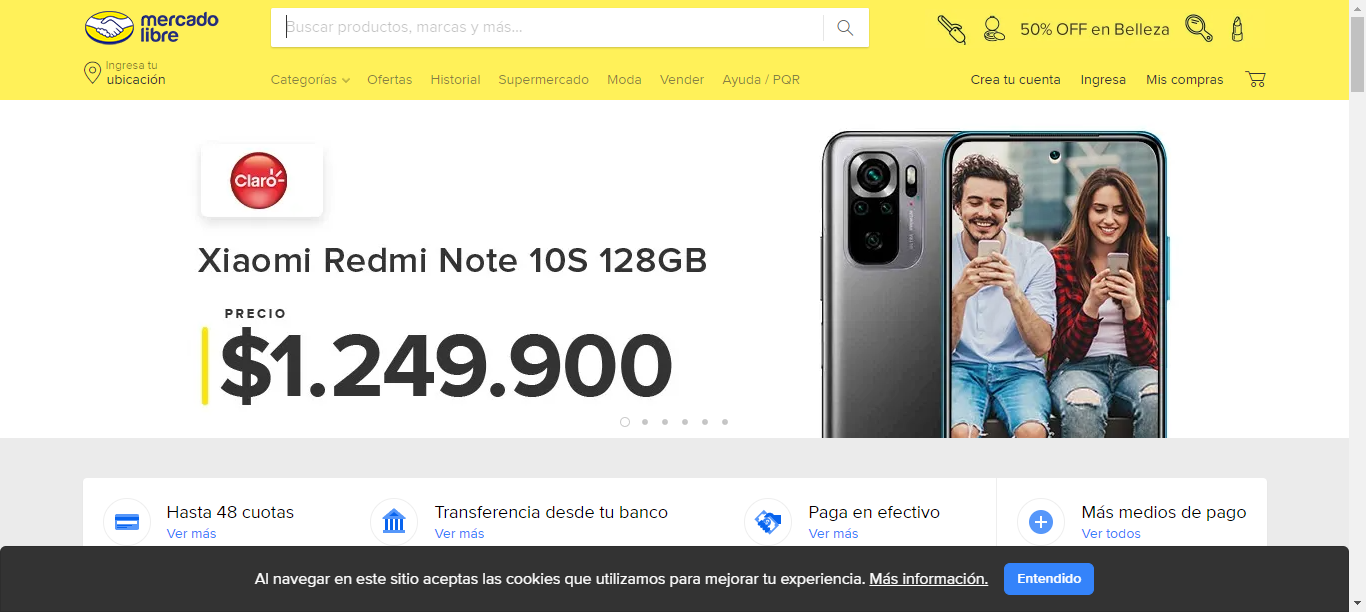 mercado
libre
Buscar productos, marcas y más...
50% OFF en Belleza
Ingresa tu
ubicación
Categorías
Ofertas
Historial
Supermercado
Moda
Vender
Ayuda / PQR
Crea tu cuenta
Ingresa
Mis compras
Claro
Xiaomi Redmi Note 10S 128GB
PRECIO
$1.249.900
Hasta 48 cuotas
Ver más
Transferencia desde tu banco
Ver más
Paga en efectivo
Ver más
Más medios de pago
Ver todos
Al navegar en este sitio aceptas las cookies que utilizamos para mejorar tu experiencia. Más información.
Entendido